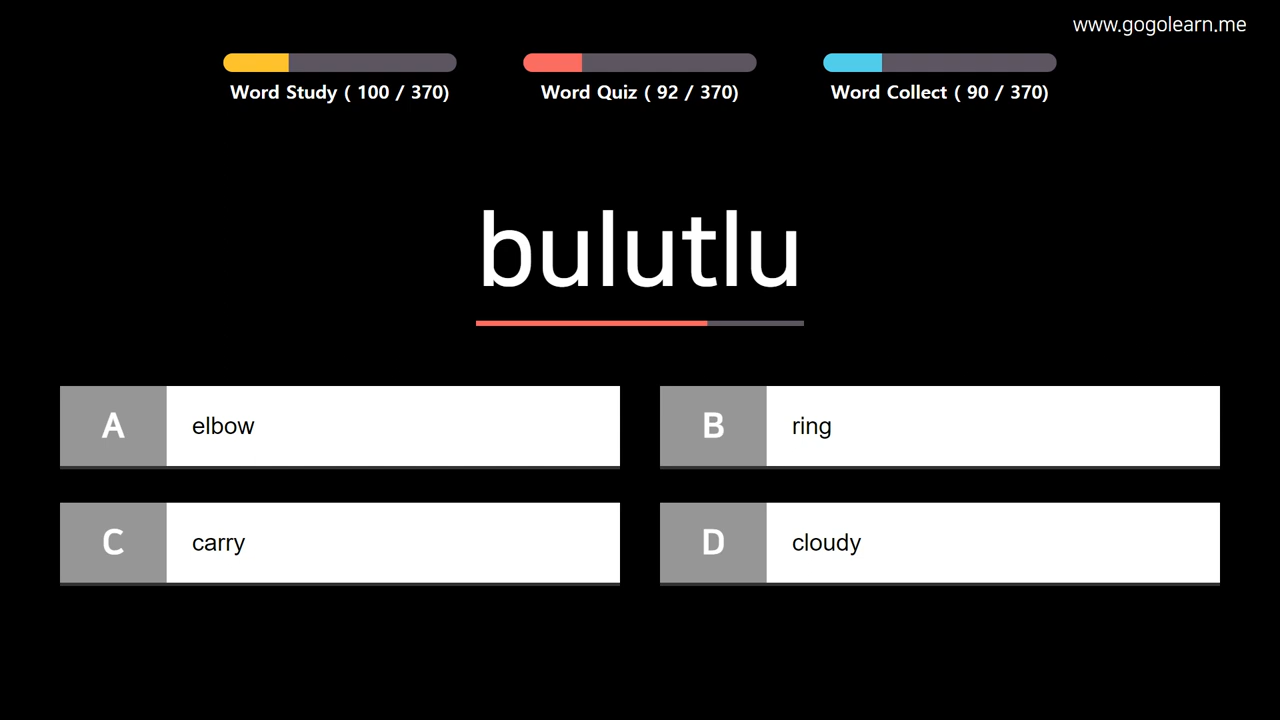 www.gogolearn.me
Word Study ( 100 / 370)
Word Quiz ( 92 / 370)
Word Collect ( 90 / 370)
bulutlu
A elbow
B ring
C carry
D cloudy